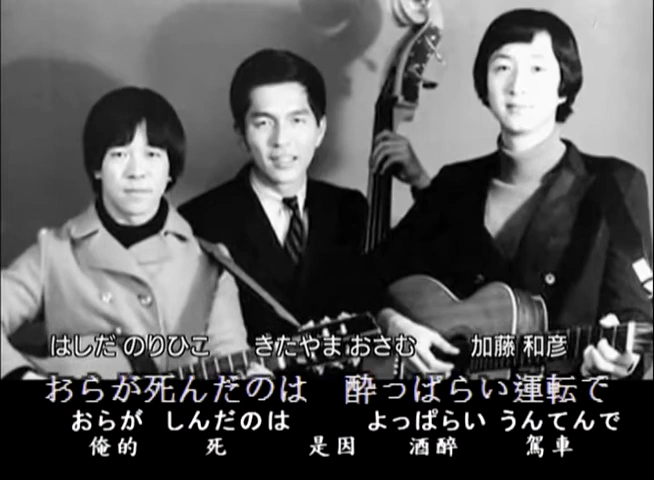 はしだ のりひこ きたやま おさむ 加藤 和彦
おらが死んだのは 酔っぱらい運転で
おらが しんだのは よっぱらい うんてんで
俺的 死 是因 酒醉 駕車